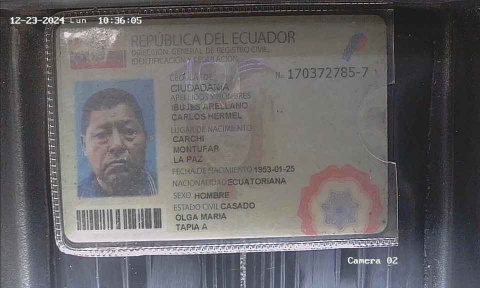 12-23-2024 Lun 10:36:05
REPÚBLICA DEL ECUADOR
DIRECCIÓN GENERAL DE REGISTRO CIVIL,
IDENTIFICACIÓN Y CEDULACIÓN
CÉDULA DE
CIUDADANÍA
N. 170372785-7
APELLIDOS Y NOMBRES
IBUJES ARELLANO
CARLOS HERMEL
LUGAR DE NACIMIENTO
CARCHI
MONTUFAR
LA PAZ
FECHA DE NACIMIENTO 1953-01-25
NACIONALIDAD ECUATORIANA
SEXO HOMBRE
ESTADO CIVIL CASADO
OLGA MARIA
TAPIA A
Camera 02